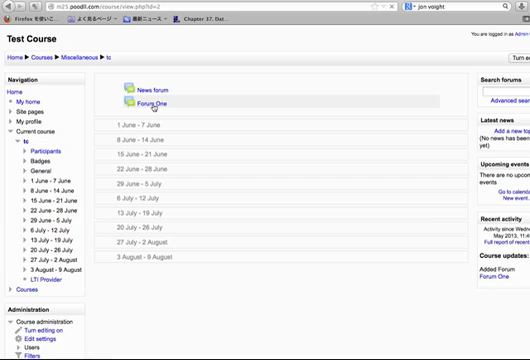 m25.poodll.com/course/view.php?id=2
jon voight
Firefox を使いこ...
よく見るページ
最新ニュース
Chapter 37. Dat...
Test Course
You are logged in as Admin
Home
Courses
Miscellaneous
tc
Turn e
Navigation
Home
My home
Site pages
My profile
Current course
tc
Participants
Badges
General
1 June - 7 June
8 June - 14 June
15 June - 21 June
22 June - 28 June
29 June - 5 July
6 July - 12 July
13 July - 19 July
20 July - 26 July
27 July - 2 August
3 August - 9 August
LTI Provider
Courses
Administration
Course administration
Turn editing on
Edit settings
Users
Filters
News forum
Forum One
1 June - 7 June
8 June - 14 June
15 June - 21 June
22 June - 28 June
29 June - 5 July
6 July - 12 July
13 July - 19 July
20 July - 26 July
27 July - 2 August
3 August - 9 August
Search forums
Advanced sear
Latest news
Add a new top
(No news has been
yet)
Upcoming events
There are no upcom
events
Go to calenda
New event.
Recent activity
Activity since Wedne
May 2013, 11:4
Full report of recent
Course updates:
Added Forum
Forum One